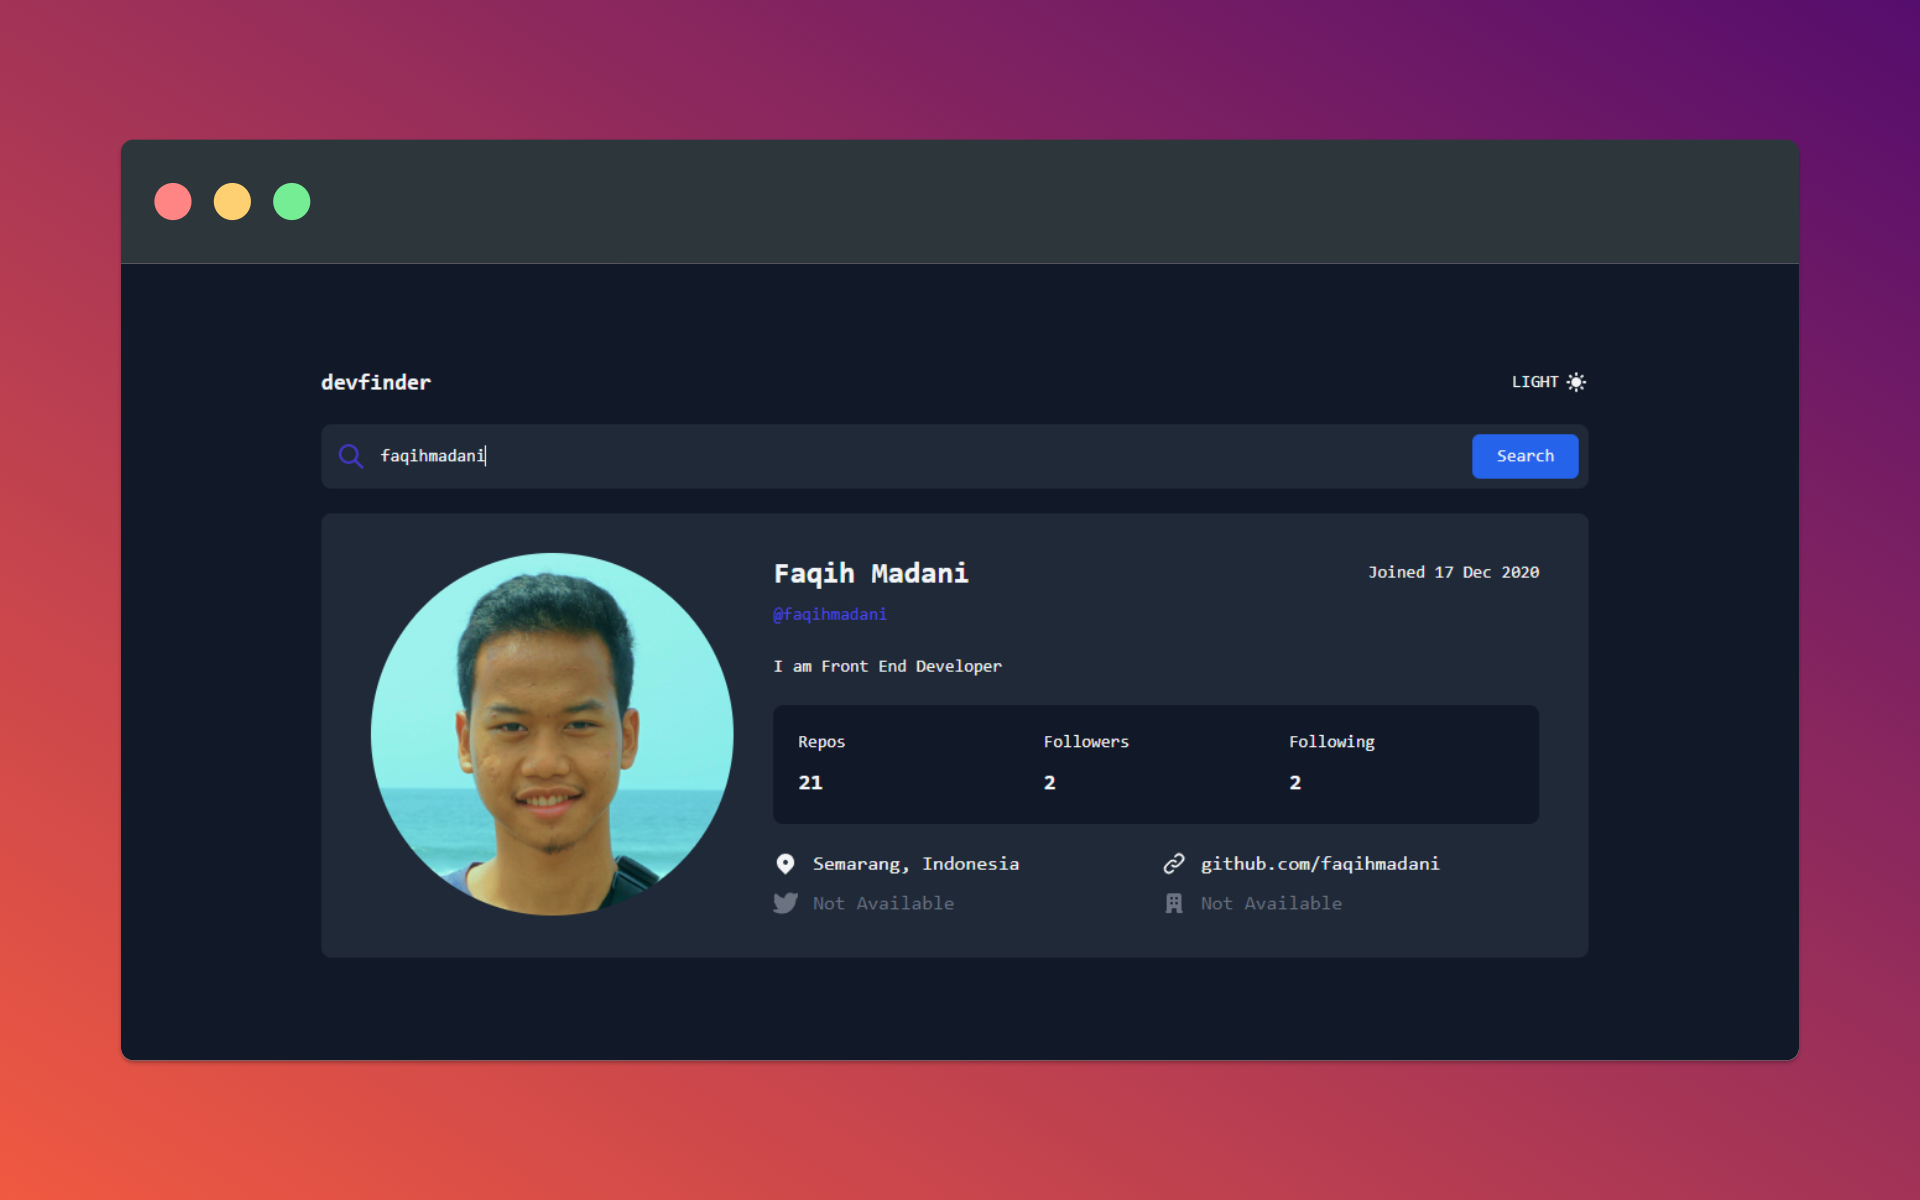 devfinder
LIGHT
faqihmadani
Search
Faqih Madani
Joined 17 Dec 2020
@faqihmadani
I am Front End Developer
Repos Followers Following
21 2 2
Semarang, Indonesia
github.com/faqihmadani
Not Available
Not Available